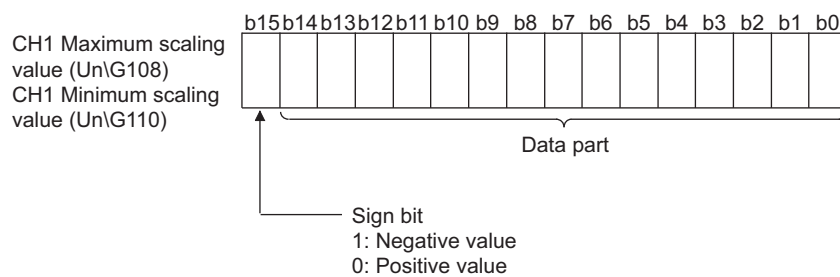 b15 b14 b13 b12 b11 b10 b9 b8 b7 b6 b5 b4 b3 b2 b1 b0
CH1 Maximum scaling
value (Un\G108)
CH1 Minimum scaling
value (Un\G110)
Data part
Sign bit
1: Negative value
0: Positive value